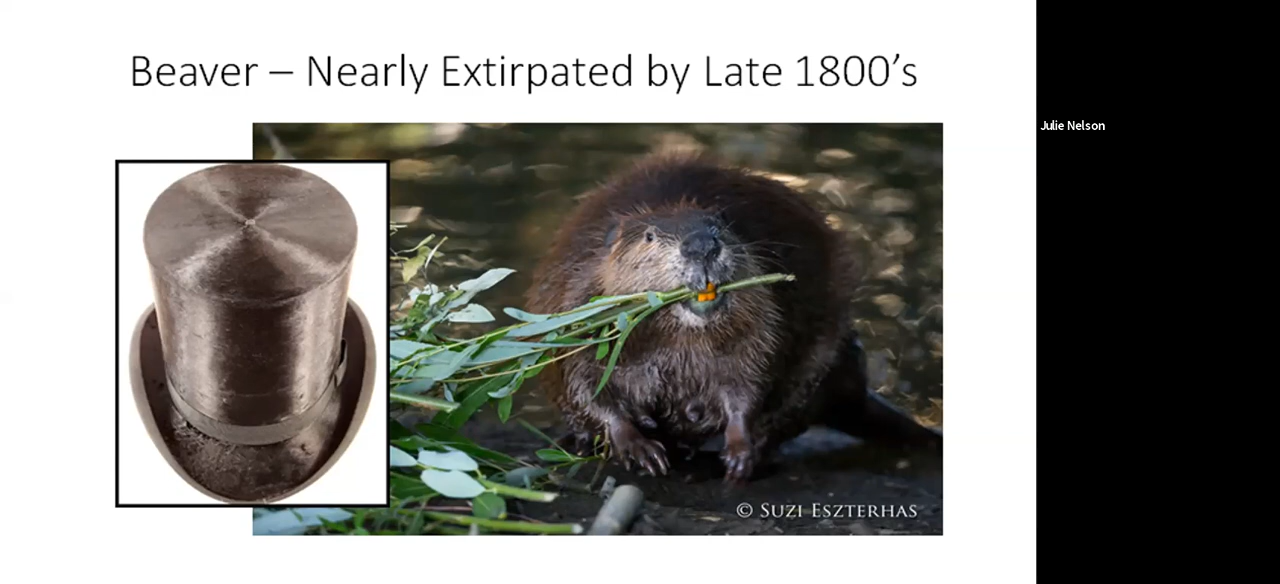 Beaver – Nearly Extirpated by Late 1800’s
Julie Nelson
© Suzi Eszterhas